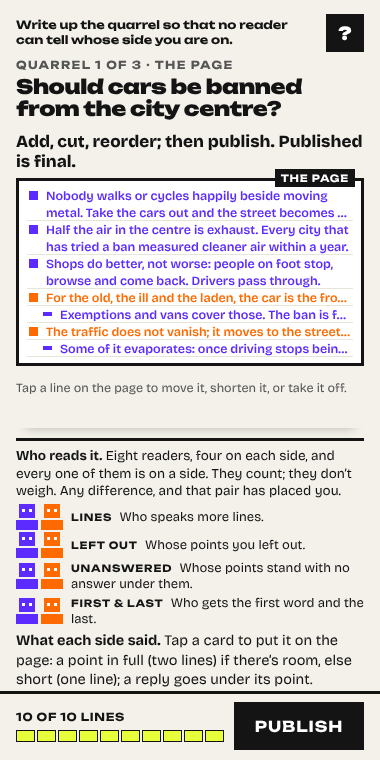 Write up the quarrel so that no reader
can tell whose side you are on.
?
QUARREL 1 OF 3 · THE PAGE
Should cars be banned
from the city centre?
Add, cut, reorder; then publish. Published
is final.
THE PAGE
Nobody walks or cycles happily beside moving
metal. Take the cars out and the street becomes ...
Half the air in the centre is exhaust. Every city that
has tried a ban measured cleaner air within a year.
Shops do better, not worse: people on foot stop,
browse and come back. Drivers pass through.
For the old, the ill and the laden, the car is the fro...
Exemptions and vans cover those. The ban is f...
The traffic does not vanish; it moves to the street...
Some of it evaporates: once driving stops bein...
Tap a line on the page to move it, shorten it, or take it off.
Who reads it. Eight readers, four on each side, and
every one of them is on a side. They count; they don’t
weigh. Any difference, and that pair has placed you.
LINES Who speaks more lines.
LEFT OUT Whose points you left out.
UNANSWERED Whose points stand with no
answer under them.
FIRST & LAST Who gets the first word and the
last.
What each side said. Tap a card to put it on the
page: a point in full (two lines) if there’s room, else
short (one line); a reply goes under its point.
10 OF 10 LINES
PUBLISH